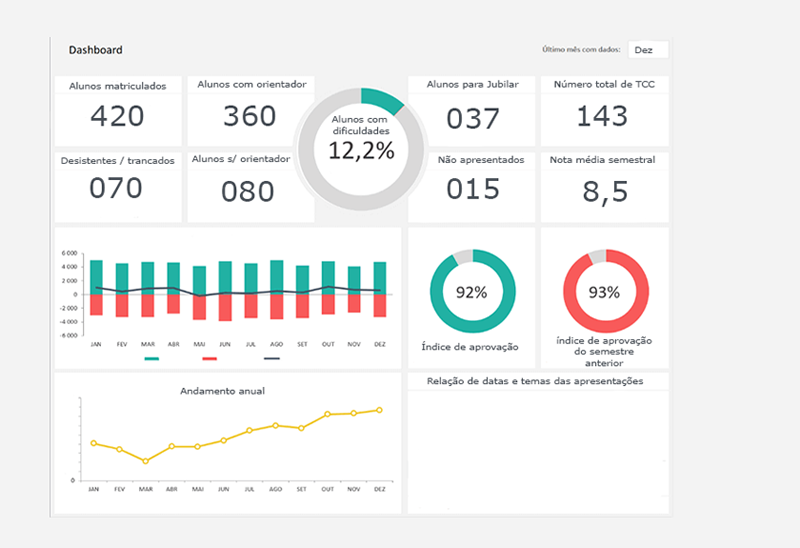 Dashboard
Último mês com dados:
Dez
Alunos matriculados
420
Alunos com orientador
360
Alunos com
dificuldades
12,2%
Alunos para Jubilar
037
Número total de TCC
143
Desistentes / trancados
070
Alunos s/ orientador
080
Não apresentados
015
Nota média semestral
8,5
6 000
4 000
2 000
0
-2 000
-4 000
-6 000
JAN FEV MAR ABR MAI JUN JUL AGO SET OUT NOV DEZ
92%
Índice de aprovação
93%
índice de aprovação
do semestre
anterior
Andamento anual
0
JAN FEV MAR ABR MAI JUN JUL AGO SET OUT NOV DEZ
Relação de datas e temas das apresentações